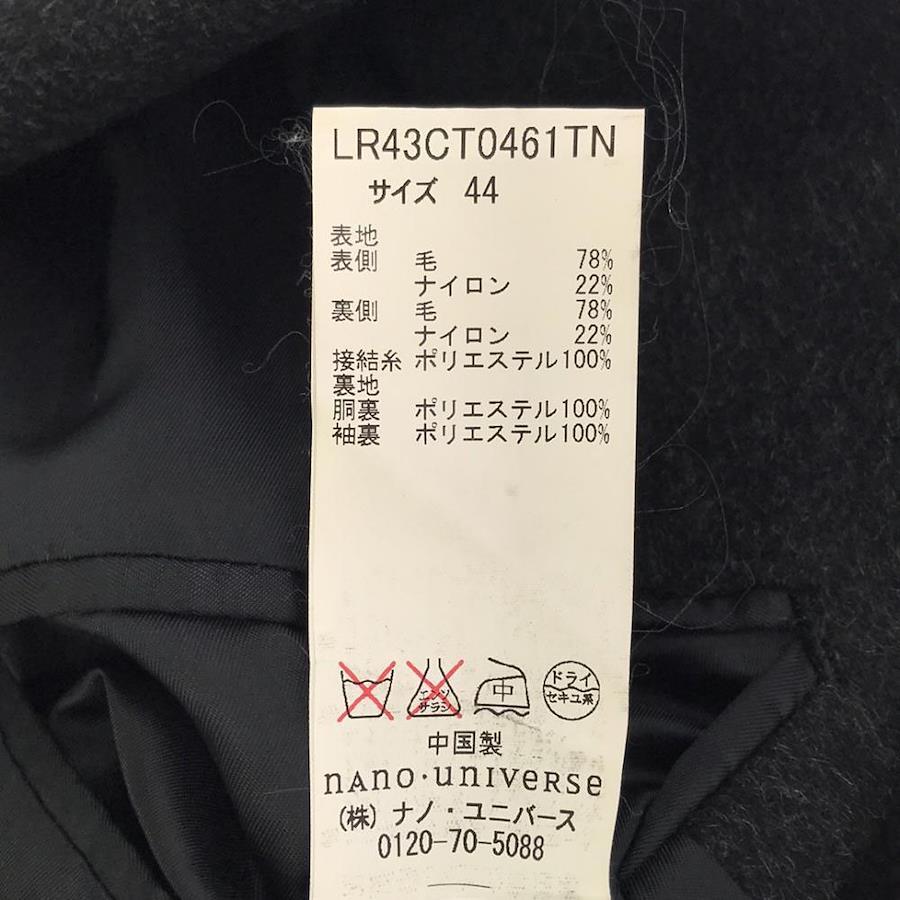 LR43CT0461TN
サイズ 44
表地
表側 毛 78%
ナイロン 22%
裏側 毛 78%
ナイロン 22%
接結糸 ポリエステル100%
裏地
胴裏 ポリエステル100%
袖裏 ポリエステル100%
エンソ
サラシ
中
ドライ
セキユ系
中国製
nano・universe
(株) ナノ・ユニバース
0120-70-5088